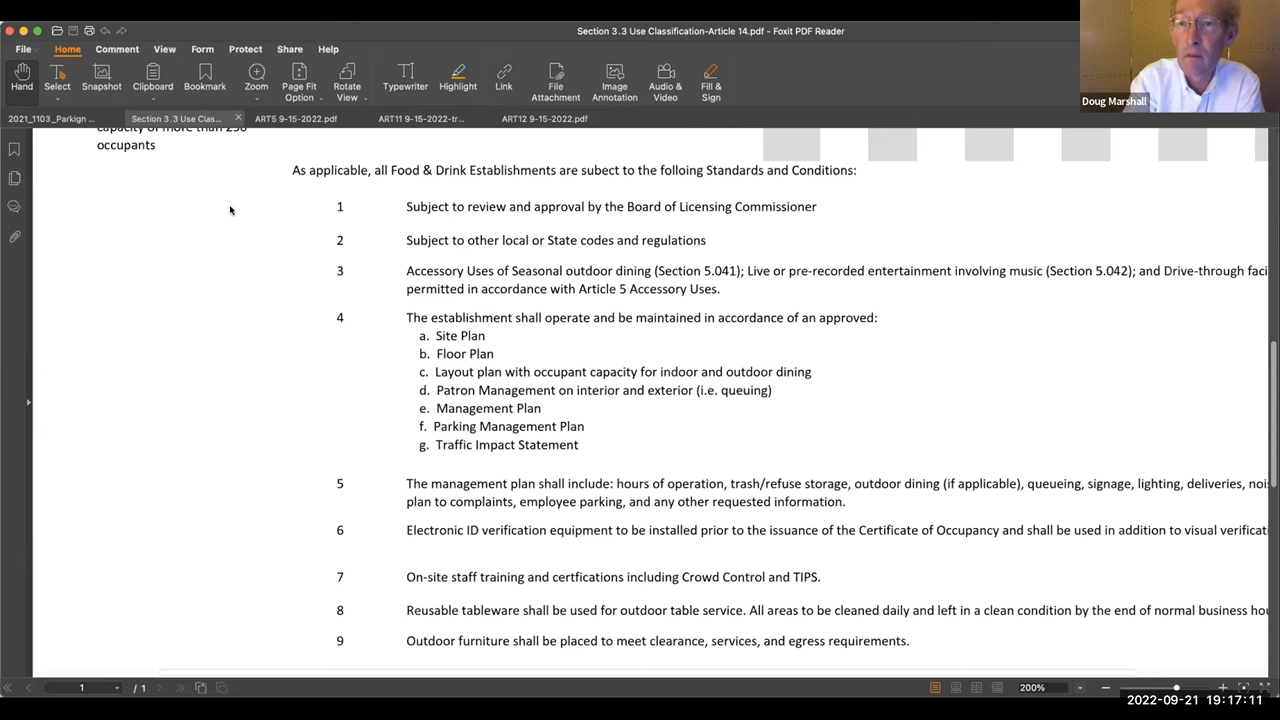 Section 3.3 Use Classification-Article 14.pdf - Foxit PDF Reader
File Home Comment View Form Protect Share Help
Hand Select Snapshot Clipboard Bookmark Zoom Page Fit Option Rotate View Typewriter Highlight Link File Attachment Image Annotation Audio & Video Fill & Sign
Doug Marshall
2021_1103_Parkign ... Section 3.3 Use Clas... ART5 9-15-2022.pdf ART11 9-15-2022-tr... ART12 9-15-2022.pdf
capacity of more than 250
occupants
As applicable, all Food & Drink Establishments are subect to the folloing Standards and Conditions:
1 Subject to review and approval by the Board of Licensing Commissioner
2 Subject to other local or State codes and regulations
3 Accessory Uses of Seasonal outdoor dining (Section 5.041); Live or pre-recorded entertainment involving music (Section 5.042); and Drive-through faci
permitted in accordance with Article 5 Accessory Uses.
4 The establishment shall operate and be maintained in accordance of an approved:
a. Site Plan
b. Floor Plan
c. Layout plan with occupant capacity for indoor and outdoor dining
d. Patron Management on interior and exterior (i.e. queuing)
e. Management Plan
f. Parking Management Plan
g. Traffic Impact Statement
5 The management plan shall include: hours of operation, trash/refuse storage, outdoor dining (if applicable), queueing, signage, lighting, deliveries, noi
plan to complaints, employee parking, and any other requested information.
6 Electronic ID verification equipment to be installed prior to the issuance of the Certificate of Occupancy and shall be used in addition to visual verificati
7 On-site staff training and certfications including Crowd Control and TIPS.
8 Reusable tableware shall be used for outdoor table service. All areas to be cleaned daily and left in a clean condition by the end of normal business hou
9 Outdoor furniture shall be placed to meet clearance, services, and egress requirements.
1 / 1 200%
2022-09-21 19:17:11